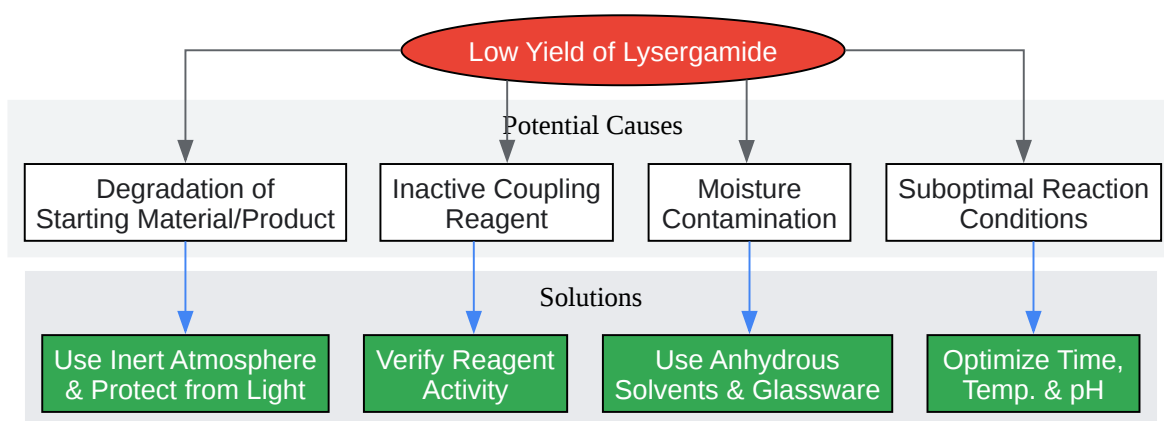 Low Yield of Lysergamide
Potential Causes
Degradation of
Starting Material/Product
Inactive Coupling
Reagent
Moisture
Contamination
Suboptimal Reaction
Conditions
Solutions
Use Inert Atmosphere
& Protect from Light
Verify Reagent
Activity
Use Anhydrous
Solvents & Glassware
Optimize Time,
Temp. & pH